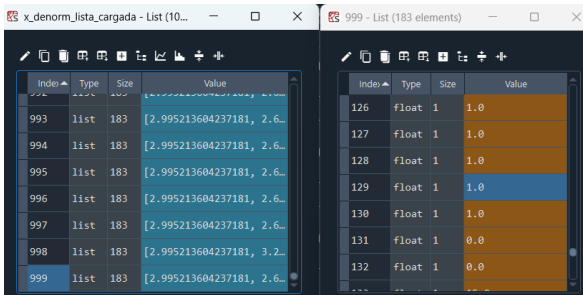 x_denorm_lista_cargada - List (10...
Index Type Size Value
993 list 183 [2.995213604237181, 2.6…
994 list 183 [2.995213604237181, 2.6…
995 list 183 [2.995213604237181, 2.6…
996 list 183 [2.995213604237181, 2.6…
997 list 183 [2.995213604237181, 2.6…
998 list 183 [2.995213604237181, 3.2…
999 list 183 [2.995213604237181, 2.6…
999 - List (183 elements)
Index Type Size Value
126 float 1 1.0
127 float 1 1.0
128 float 1 1.0
129 float 1 1.0
130 float 1 1.0
131 float 1 0.0
132 float 1 0.0